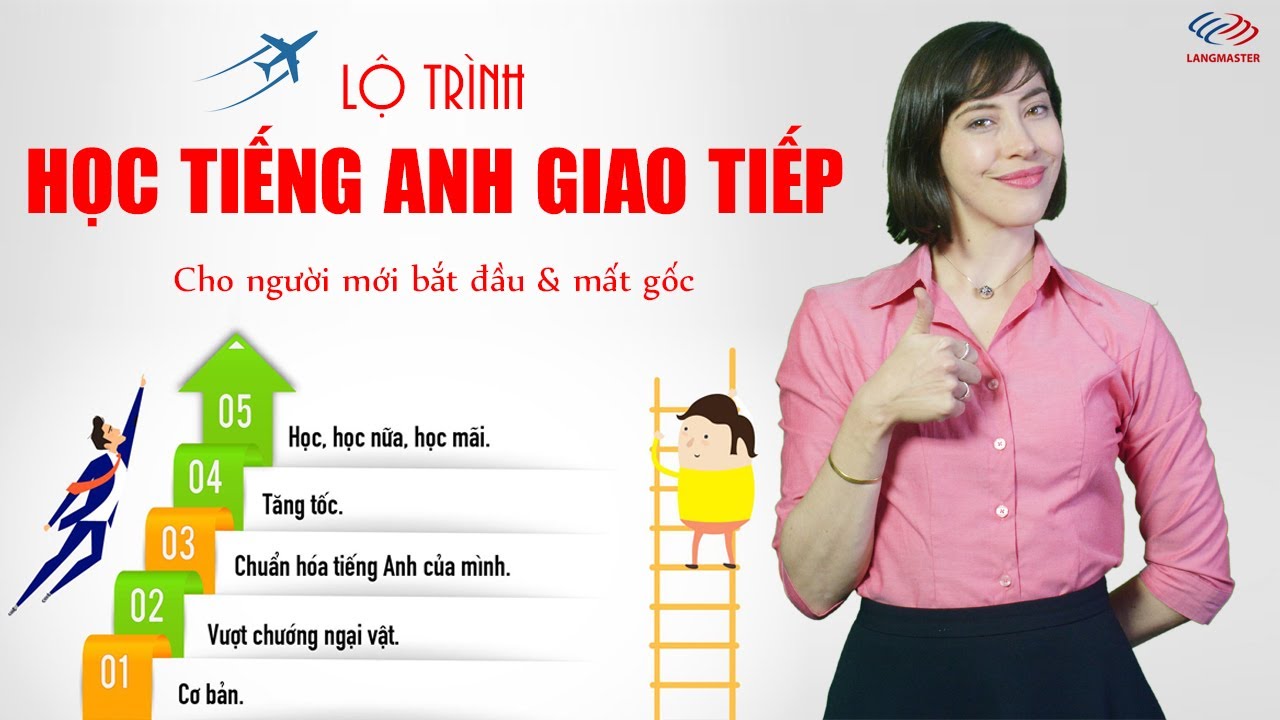 LANGMASTER
LỘ TRÌNH
HỌC TIẾNG ANH GIAO TIẾP
Cho người mới bắt đầu & mất gốc
05 Học, học nữa, học mãi.
04 Tăng tốc.
03 Chuẩn hóa tiếng Anh của mình.
02 Vượt chướng ngại vật.
01 Cơ bản.